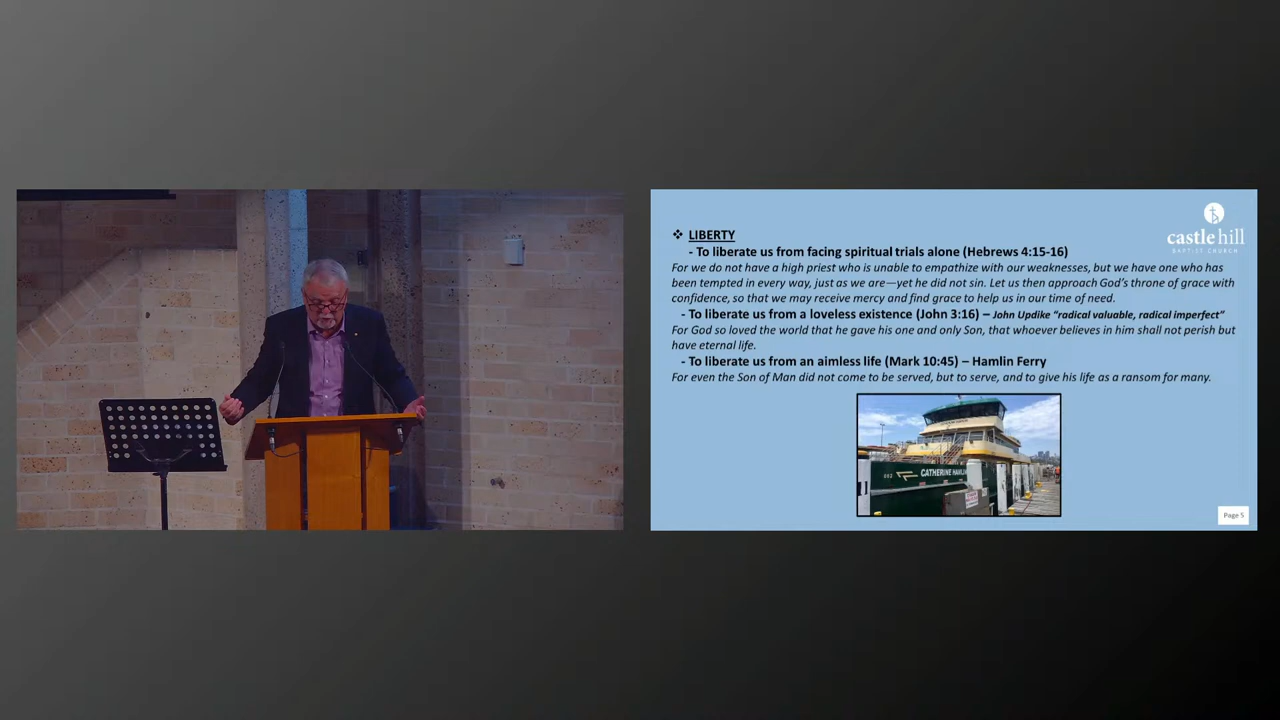 castle hill
BAPTIST CHURCH
❖ LIBERTY
- To liberate us from facing spiritual trials alone (Hebrews 4:15-16)
For we do not have a high priest who is unable to empathize with our weaknesses, but we have one who has
been tempted in every way, just as we are—yet he did not sin. Let us then approach God's throne of grace with
confidence, so that we may receive mercy and find grace to help us in our time of need.
- To liberate us from a loveless existence (John 3:16) – John Updike “radical valuable, radical imperfect”
For God so loved the world that he gave his one and only Son, that whoever believes in him shall not perish but
have eternal life.
- To liberate us from an aimless life (Mark 10:45) – Hamlin Ferry
For even the Son of Man did not come to be served, but to serve, and to give his life as a ransom for many.
CATHERINE HAMLIN
Page 5